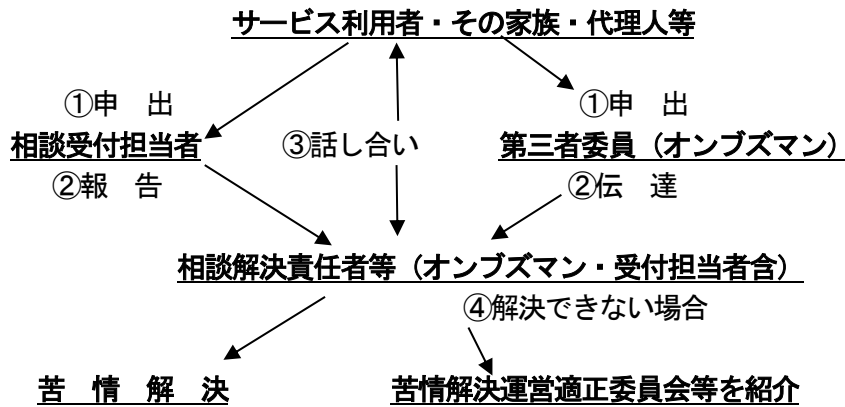 サービス利用者・その家族・代理人等
①申　出
①申　出
相談受付担当者
③話し合い
第三者委員（オンブズマン）
②報　告
②伝　達
相談解決責任者等（オンブズマン・受付担当者含）
④解決できない場合
苦　情　解　決
苦情解決運営適正委員会等を紹介